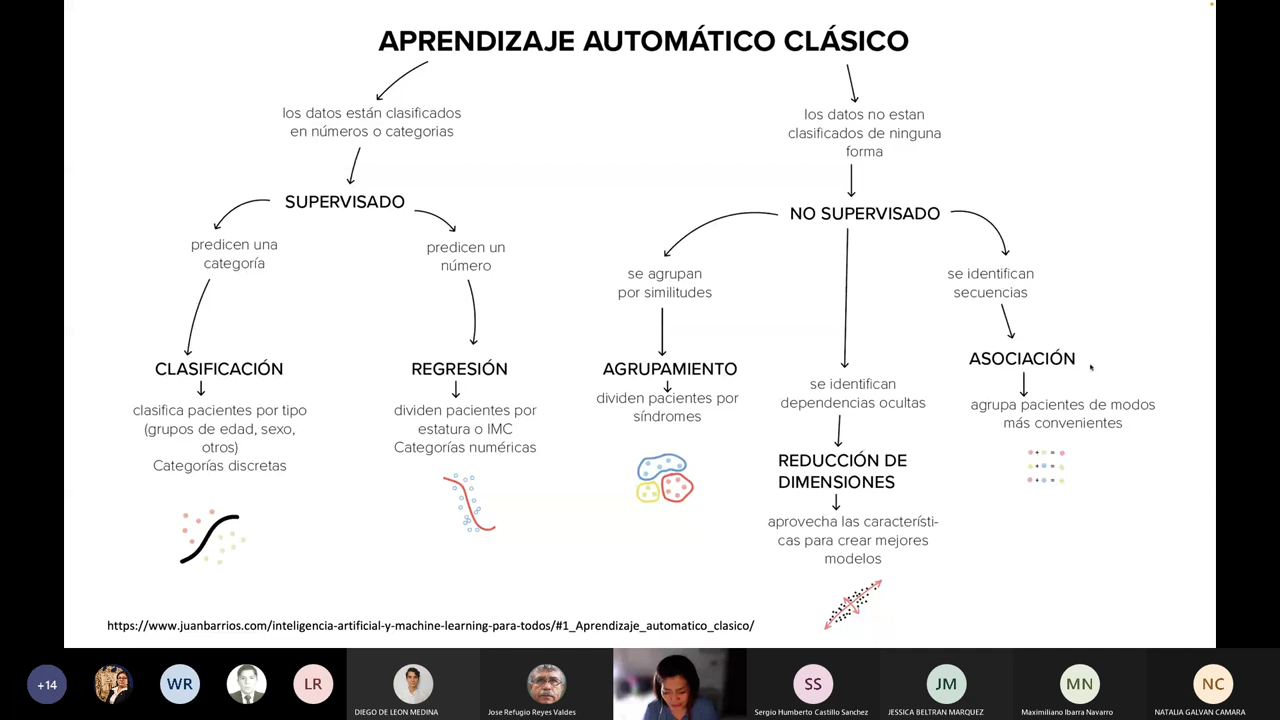 APRENDIZAJE AUTOMÁTICO CLÁSICO
los datos están clasificados
en números o categorias
SUPERVISADO
predicen una
categoría
CLASIFICACIÓN
clasifica pacientes por tipo
(grupos de edad, sexo,
otros)
Categorías discretas
predicen un
número
REGRESIÓN
dividen pacientes por
estatura o IMC
Categorías numéricas
los datos no estan
clasificados de ninguna
forma
NO SUPERVISADO
se agrupan
por similitudes
AGRUPAMIENTO
dividen pacientes por
síndromes
se identifican
dependencias ocultas
REDUCCIÓN DE
DIMENSIONES
aprovecha las característi-
cas para crear mejores
modelos
se identifican
secuencias
ASOCIACIÓN
agrupa pacientes de modos
más convenientes
https://www.juanbarrios.com/inteligencia-artificial-y-machine-learning-para-todos/#1_Aprendizaje_automatico_clasico/
+14
WR
LR
DIEGO DE LEON MEDINA
Jose Refugio Reyes Valdes
SS
Sergio Humberto Castillo Sanchez
JM
JESSICA BELTRAN MARQUEZ
MN
Maximiliano Ibarra Navarro
NC
NATALIA GALVAN CAMARA